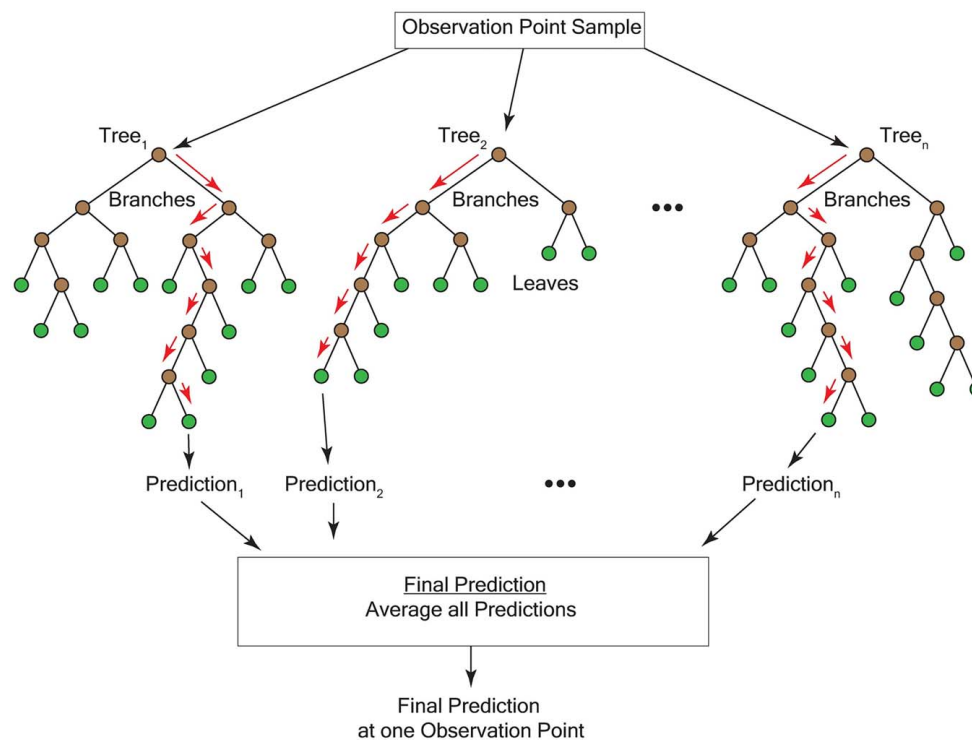 Observation Point Sample
Tree₁
Tree₂
Treeₙ
Branches
Branches
•••
Branches
Leaves
Prediction₁
Prediction₂
•••
Predictionₙ
Final Prediction
Average all Predictions
Final Prediction
at one Observation Point